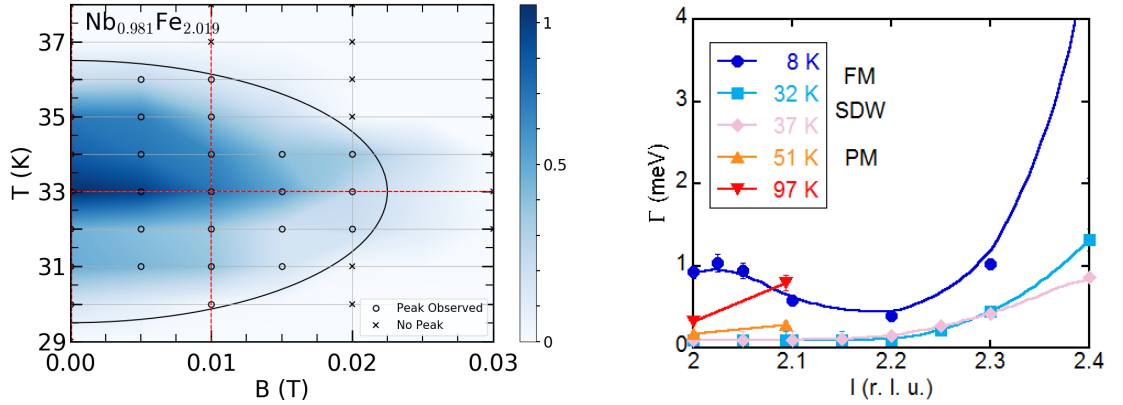 Nb0.981Fe2.019
37
35
33
31
29
T (K)
0.00
0.01
0.02
0.03
B (T)
Peak Observed
No Peak
1
0.5
0
4
3
2
1
0
Γ (meV)
8 K
32 K
37 K
51 K
97 K
FM
SDW
PM
2
2.1
2.2
2.3
2.4
l (r. l. u.)